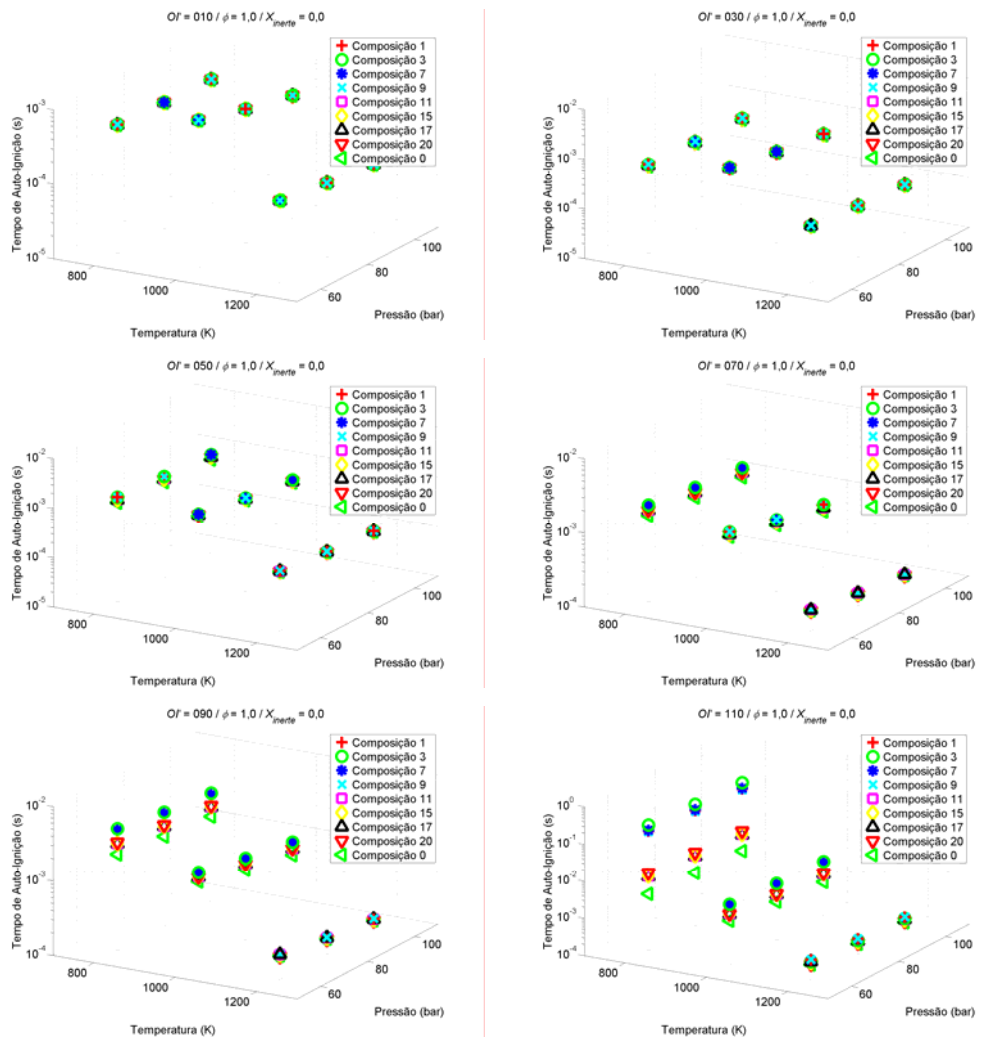 OI' = 010 / ϕ = 1,0 / X_inerte = 0,0
Composição 1
Composição 3
Composição 7
Composição 9
Composição 11
Composição 15
Composição 17
Composição 20
Composição 0
Tempo de Auto-Ignição (s)
10^-3
10^-4
10^-5
800
1000
1200
60
80
100
Temperatura (K)
Pressão (bar)
OI' = 030 / ϕ = 1,0 / X_inerte = 0,0
Composição 1
Composição 3
Composição 7
Composição 9
Composição 11
Composição 15
Composição 17
Composição 20
Composição 0
Tempo de Auto-Ignição (s)
10^-2
10^-3
10^-4
10^-5
800
1000
1200
60
80
100
Temperatura (K)
Pressão (bar)
OI' = 050 / ϕ = 1,0 / X_inerte = 0,0
Composição 1
Composição 3
Composição 7
Composição 9
Composição 11
Composição 15
Composição 17
Composição 20
Composição 0
Tempo de Auto-Ignição (s)
10^-2
10^-3
10^-4
10^-5
800
1000
1200
60
80
100
Temperatura (K)
Pressão (bar)
OI' = 070 / ϕ = 1,0 / X_inerte = 0,0
Composição 1
Composição 3
Composição 7
Composição 9
Composição 11
Composição 15
Composição 17
Composição 20
Composição 0
Tempo de Auto-Ignição (s)
10^-2
10^-3
10^-4
800
1000
1200
60
80
100
Temperatura (K)
Pressão (bar)
OI' = 090 / ϕ = 1,0 / X_inerte = 0,0
Composição 1
Composição 3
Composição 7
Composição 9
Composição 11
Composição 15
Composição 17
Composição 20
Composição 0
Tempo de Auto-Ignição (s)
10^-2
10^-3
10^-4
800
1000
1200
60
80
100
Temperatura (K)
Pressão (bar)
OI' = 110 / ϕ = 1,0 / X_inerte = 0,0
Composição 1
Composição 3
Composição 7
Composição 9
Composição 11
Composição 15
Composição 17
Composição 20
Composição 0
Tempo de Auto-Ignição (s)
10^0
10^-1
10^-2
10^-3
10^-4
800
1000
1200
60
80
100
Temperatura (K)
Pressão (bar)